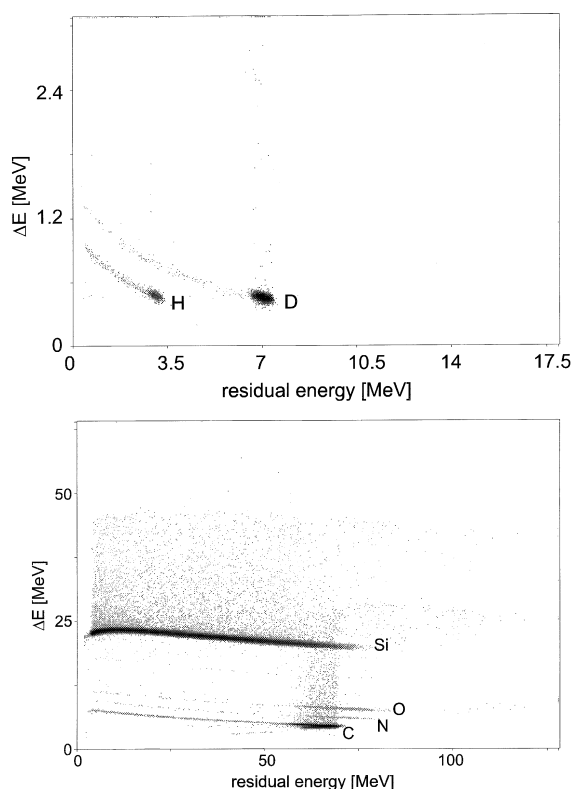 2.4
ΔE [MeV]
1.2
H
D
0
0
3.5
7
10.5
14
17.5
residual energy [MeV]
50
ΔE [MeV]
25
Si
O
N
C
0
0
50
100
residual energy [MeV]